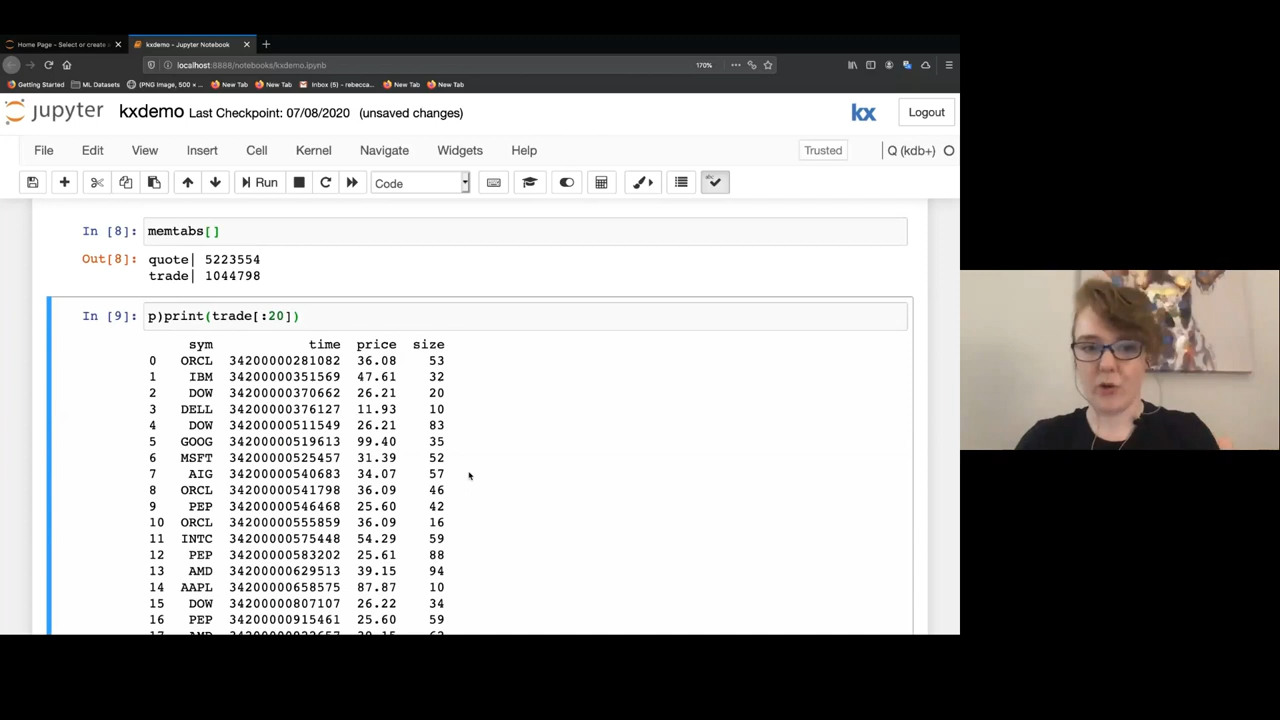 Home Page - Select or create
kxdemo - Jupyter Notebook
localhost:8888/notebooks/kxdemo.ipynb
170%
Getting Started
ML Datasets
(PNG Image, 500 × ...
New Tab
New Tab
Inbox (5) - rebecca...
New Tab
New Tab
jupyter kxdemo Last Checkpoint: 07/08/2020 (unsaved changes)
kx
Logout
File Edit View Insert Cell Kernel Navigate Widgets Help
Trusted
Q (kdb+)
Run
Code
In [8]: memtabs[]
Out[8]: quote| 5223554
trade| 1044798
In [9]: p)print(trade[:20])
sym time price size
0 ORCL 34200000281082 36.08 53
1 IBM 34200000351569 47.61 32
2 DOW 34200000370662 26.21 20
3 DELL 34200000376127 11.93 10
4 DOW 34200000511549 26.21 83
5 GOOG 34200000519613 99.40 35
6 MSFT 34200000525457 31.39 52
7 AIG 34200000540683 34.07 57
8 ORCL 34200000541798 36.09 46
9 PEP 34200000546468 25.60 42
10 ORCL 34200000555859 36.09 16
11 INTC 34200000575448 54.29 59
12 PEP 34200000583202 25.61 88
13 AMD 34200000629513 39.15 94
14 AAPL 34200000658575 87.87 10
15 DOW 34200000807107 26.22 34
16 PEP 34200000915461 25.60 59